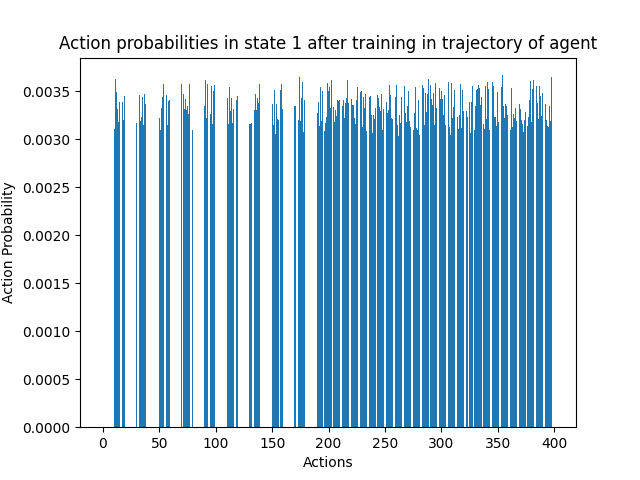 Action probabilities in state 1 after training in trajectory of agent
0.0035
0.0030
0.0025
0.0020
0.0015
0.0010
0.0005
0.0000
Action Probability
0 50 100 150 200 250 300 350 400
Actions